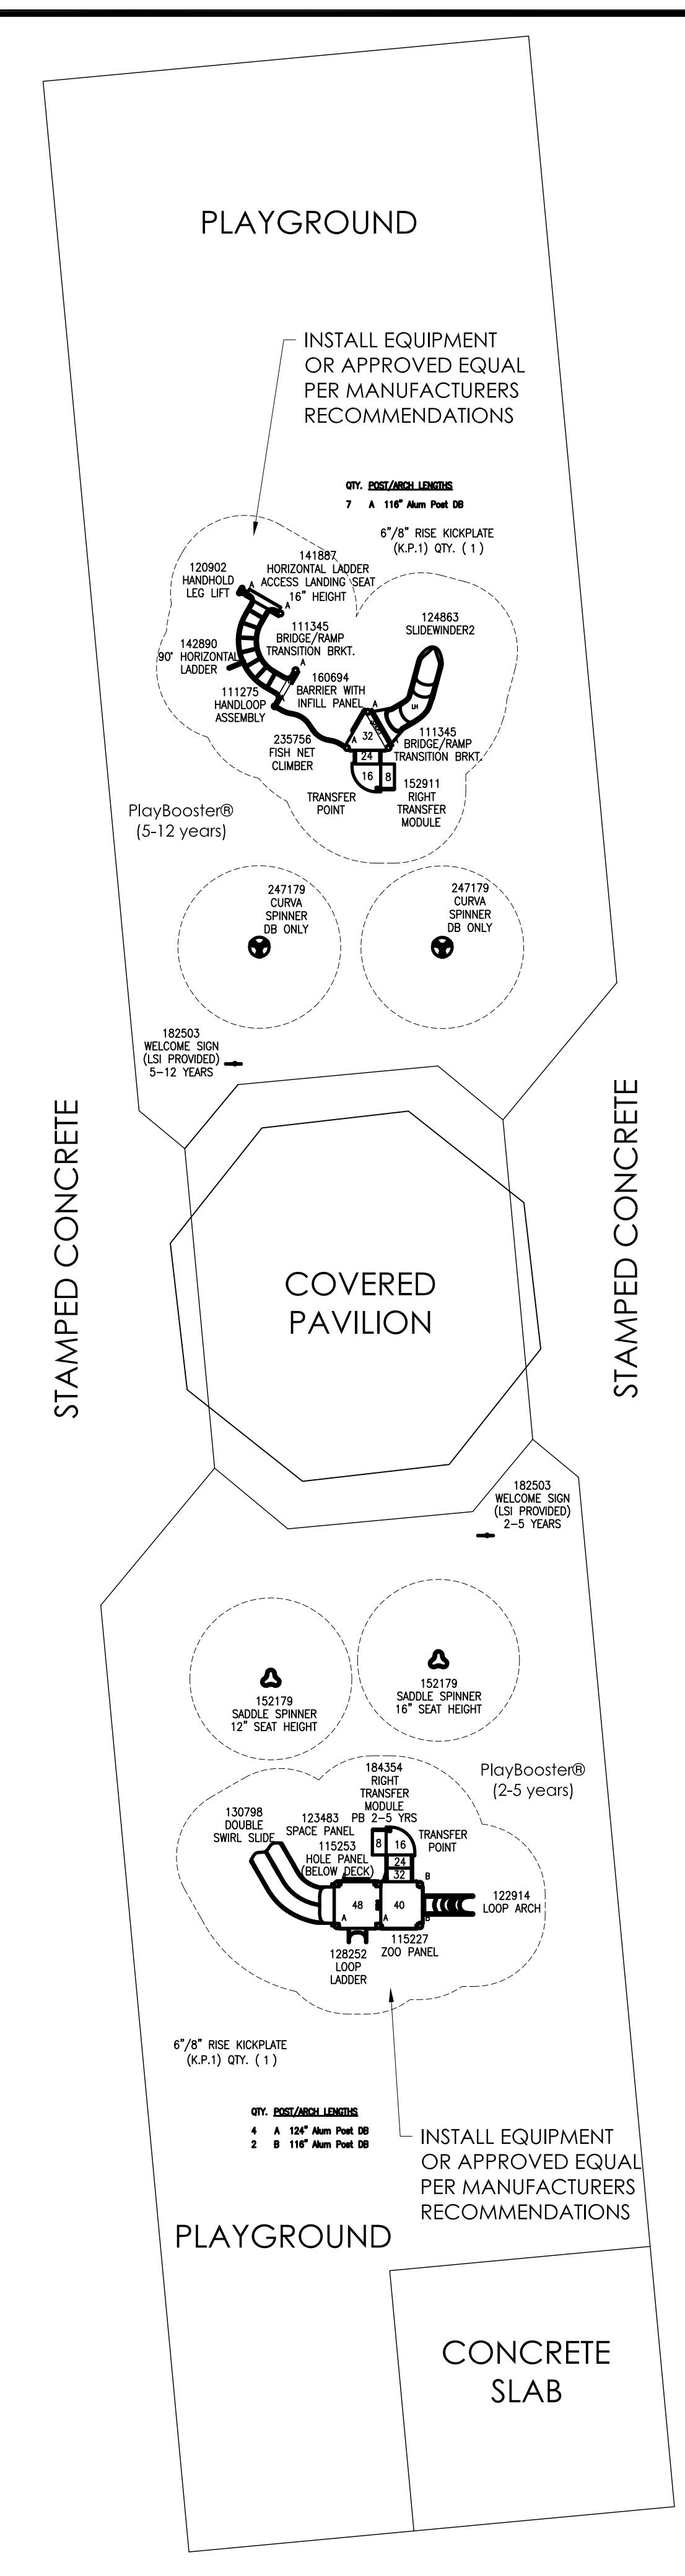 PLAYGROUND
INSTALL EQUIPMENT
OR APPROVED EQUAL
PER MANUFACTURERS
RECOMMENDATIONS
QTY. POST/ARCH LENGTHS
7 A 116" Alum Post DB
6"/8" RISE KICKPLATE
(K.P.1) QTY. ( 1 )
120902
HANDHOLD
LEG LIFT
141887
HORIZONTAL LADDER
ACCESS LANDING SEAT
16" HEIGHT
A
A
124863
SLIDEWINDER2
111345
BRIDGE/RAMP
TRANSITION BRKT.
142890
90° HORIZONTAL
LADDER
A
160694
BARRIER WITH
INFILL PANEL
111275
HANDLOOP
ASSEMBLY
A
A
LH
235756
FISH NET
CLIMBER
A
32
A
111345
BRIDGE/RAMP
TRANSITION BRKT.
24
16
8
TRANSFER
POINT
152911
RIGHT
TRANSFER
MODULE
PlayBooster®
(5-12 years)
247179
CURVA
SPINNER
DB ONLY
247179
CURVA
SPINNER
DB ONLY
182503
WELCOME SIGN
(LSI PROVIDED)
5-12 YEARS
STAMPED CONCRETE
STAMPED CONCRETE
COVERED
PAVILION
182503
WELCOME SIGN
(LSI PROVIDED)
2-5 YEARS
152179
SADDLE SPINNER
12" SEAT HEIGHT
152179
SADDLE SPINNER
16" SEAT HEIGHT
PlayBooster®
(2-5 years)
184354
RIGHT
TRANSFER
MODULE
PB 2-5 YRS
130798
DOUBLE
SWIRL SLIDE
123483
SPACE PANEL
115253
HOLE PANEL
(BELOW DECK)
8
16
TRANSFER
POINT
24
32
A
A
B
48
40
A
A
B
122914
LOOP ARCH
128252
LOOP
LADDER
115227
ZOO PANEL
6"/8" RISE KICKPLATE
(K.P.1) QTY. ( 1 )
QTY. POST/ARCH LENGTHS
4 A 124" Alum Post DB
2 B 116" Alum Post DB
INSTALL EQUIPMENT
OR APPROVED EQUAL
PER MANUFACTURERS
RECOMMENDATIONS
PLAYGROUND
CONCRETE
SLAB